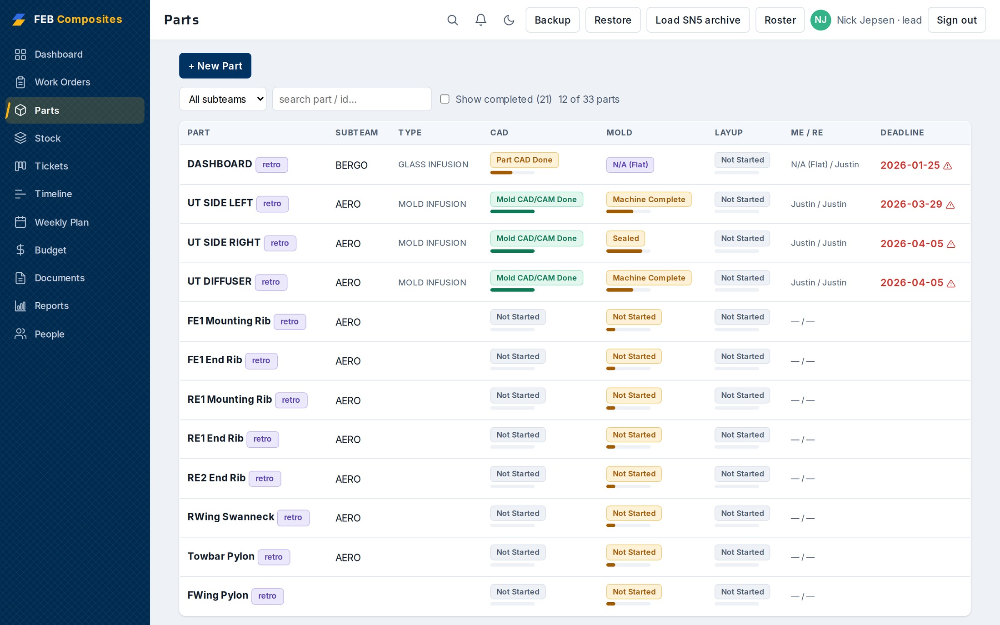 FEB Composites
Parts
Backup
Restore
Load SN5 archive
Roster
NJ
Nick Jepsen · lead
Sign out
Dashboard
Work Orders
Parts
Stock
Tickets
Timeline
Weekly Plan
Budget
Documents
Reports
People
+ New Part
All subteams
search part / id...
Show completed (21)
12 of 33 parts
PART SUBTEAM TYPE CAD MOLD LAYUP ME / RE DEADLINE
DASHBOARD retro BERGO GLASS INFUSION Part CAD Done N/A (Flat) Not Started N/A (Flat) / Justin 2026-01-25
UT SIDE LEFT retro AERO MOLD INFUSION Mold CAD/CAM Done Machine Complete Not Started Justin / Justin 2026-03-29
UT SIDE RIGHT retro AERO MOLD INFUSION Mold CAD/CAM Done Sealed Not Started Justin / Justin 2026-04-05
UT DIFFUSER retro AERO MOLD INFUSION Mold CAD/CAM Done Machine Complete Not Started Justin / Justin 2026-04-05
FE1 Mounting Rib retro AERO Not Started Not Started Not Started — / —
FE1 End Rib retro AERO Not Started Not Started Not Started — / —
RE1 Mounting Rib retro AERO Not Started Not Started Not Started — / —
RE1 End Rib retro AERO Not Started Not Started Not Started — / —
RE2 End Rib retro AERO Not Started Not Started Not Started — / —
RWing Swanneck retro AERO Not Started Not Started Not Started — / —
Towbar Pylon retro AERO Not Started Not Started Not Started — / —
FWing Pylon retro Not Started Not Started Not Started — / —